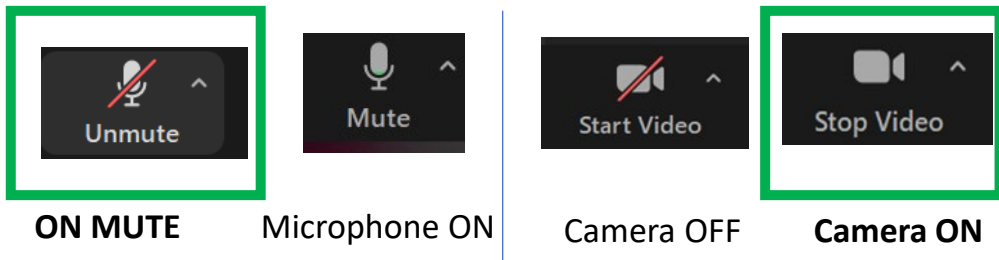 Unmute
Mute
Start Video
Stop Video
ON MUTE
Microphone ON
Camera OFF
Camera ON